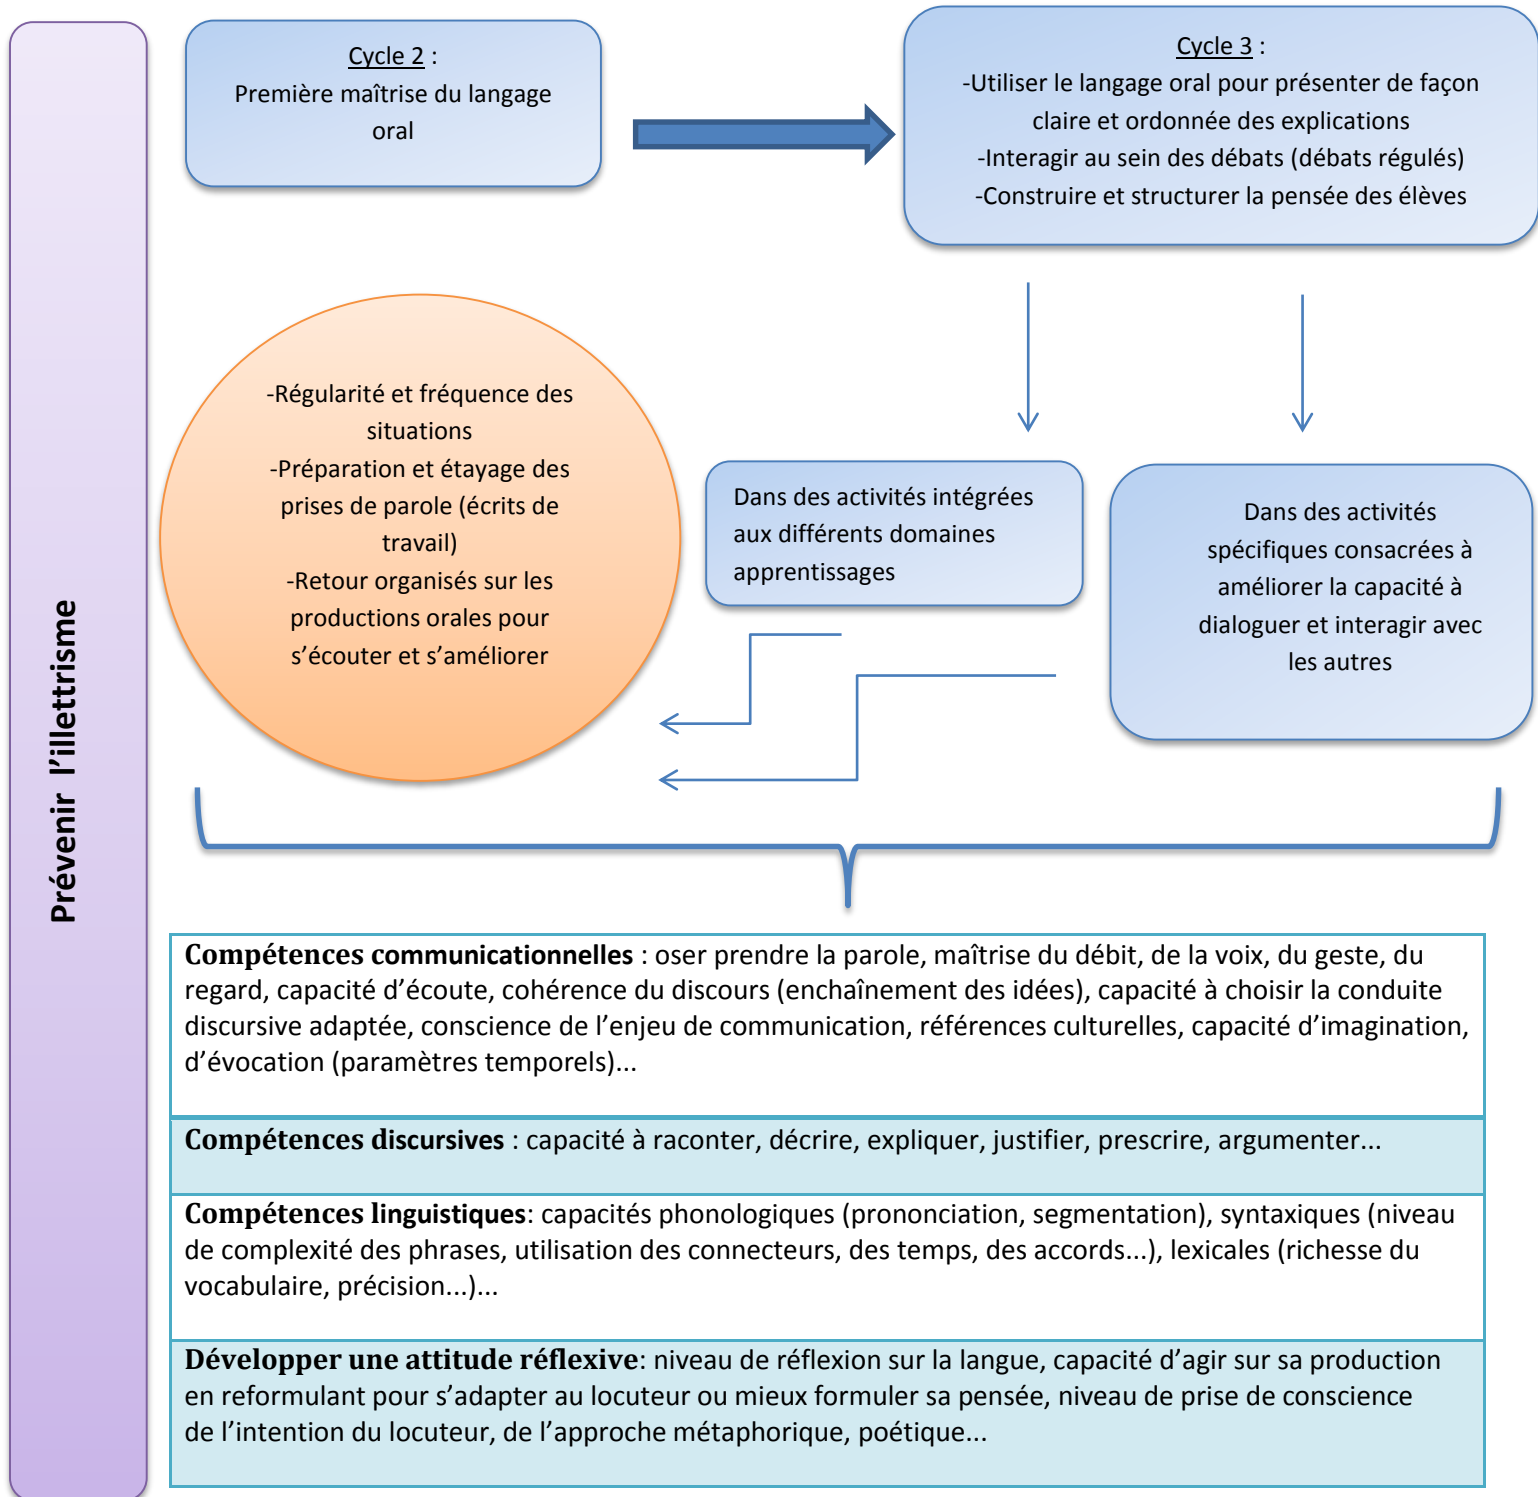 Prévenir l’illettrisme
Cycle 2 :
Première maîtrise du langage
oral
Cycle 3 :
-Utiliser le langage oral pour présenter de façon
claire et ordonnée des explications
-Interagir au sein des débats (débats régulés)
-Construire et structurer la pensée des élèves
-Régularité et fréquence des
situations
-Préparation et étayage des
prises de parole (écrits de
travail)
-Retour organisés sur les
productions orales pour
s’écouter et s’améliorer
Dans des activités intégrées
aux différents domaines
apprentissages
Dans des activités
spécifiques consacrées à
améliorer la capacité à
dialoguer et interagir avec
les autres
Compétences communicationnelles : oser prendre la parole, maîtrise du débit, de la voix, du geste, du
regard, capacité d’écoute, cohérence du discours (enchaînement des idées), capacité à choisir la conduite
discursive adaptée, conscience de l’enjeu de communication, références culturelles, capacité d’imagination,
d’évocation (paramètres temporels)...
Compétences discursives : capacité à raconter, décrire, expliquer, justifier, prescrire, argumenter...
Compétences linguistiques: capacités phonologiques (prononciation, segmentation), syntaxiques (niveau
de complexité des phrases, utilisation des connecteurs, des temps, des accords...), lexicales (richesse du
vocabulaire, précision...)...
Développer une attitude réflexive: niveau de réflexion sur la langue, capacité d’agir sur sa production
en reformulant pour s’adapter au locuteur ou mieux formuler sa pensée, niveau de prise de conscience
de l’intention du locuteur, de l’approche métaphorique, poétique...